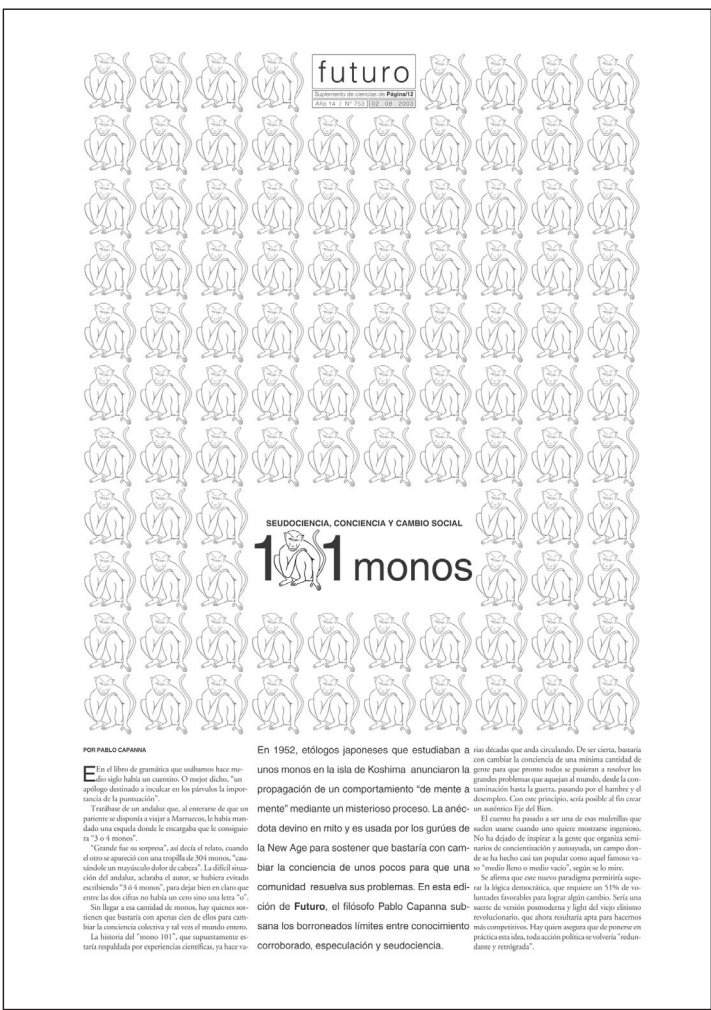 futuro
Suplemento de ciencias de Página/12
Año 14 / Nº 753 02 . 08 . 2003
SEUDOCIENCIA, CONCIENCIA Y CAMBIO SOCIAL
1 1 monos
POR PABLO CAPANNA
EEn el libro de gramática que usábamos hace me-
dio siglo había un cuentito. O mejor dicho, “un
apólogo destinado a inculcar en los párvulos la impor-
tancia de la puntuación”.
Tratábase de un andaluz que, al enterarse de que un
pariente se disponía a viajar a Marruecos, le había man-
dado una esquela donde le encargaba que le consiguie-
ra “3 o 4 monos”.
“Grande fue su sorpresa”, así decía el relato, cuando
el otro se apareció con una tropilla de 304 monos, “cau-
sándole un mayúsculo dolor de cabeza”. La difícil situa-
ción del andaluz, aclaraba el autor, se hubiera evitado
escribiendo “3 ó 4 monos”, para dejar bien en claro que
entre las dos cifras no había un cero sino una letra “o”.
Sin llegar a esa cantidad de monos, hay quienes sos-
tienen que bastaría con apenas cien de ellos para cam-
biar la conciencia colectiva y tal vez el mundo entero.
La historia del “mono 101”, que supuestamente es-
taría respaldada por experiencias científicas, ya hace va-
En 1952, etólogos japoneses que estudiaban a
unos monos en la isla de Koshima anunciaron la
propagación de un comportamiento “de mente a
mente” mediante un misterioso proceso. La anéc-
dota devino en mito y es usada por los gurúes de
la New Age para sostener que bastaría con cam-
biar la conciencia de unos pocos para que una
comunidad resuelva sus problemas. En esta edi-
ción de Futuro, el filósofo Pablo Capanna sub-
sana los borroneados límites entre conocimiento
corroborado, especulación y seudociencia.
rias décadas que anda circulando. De ser cierta, bastaría
con cambiar la conciencia de una mínima cantidad de
gente para que pronto todos se pusieran a resolver los
grandes problemas que aquejan al mundo, desde la con-
taminación hasta la guerra, pasando por el hambre y el
desempleo. Con este principio, sería posible al fin crear
un auténtico Eje del Bien.
El cuento ha pasado a ser una de esas muletillas que
suelen usarse cuando uno quiere mostrarse ingenioso.
No ha dejado de inspirar a la gente que organiza semi-
narios de concientización y autoayuda, un campo don-
de se ha hecho casi tan popular como aquel famoso va-
so “medio lleno o medio vacío”, según se lo mire.
Se afirma que este nuevo paradigma permitiría supe-
rar la lógica democrática, que requiere un 51% de vo-
luntades favorables para lograr algún cambio. Sería una
suerte de versión posmoderna y light del viejo elitismo
revolucionario, que ahora resultaría apta para hacernos
más competitivos. Hay quien asegura que de ponerse en
práctica esta idea, toda acción política se volvería “redun-
dante y retrógrada”.